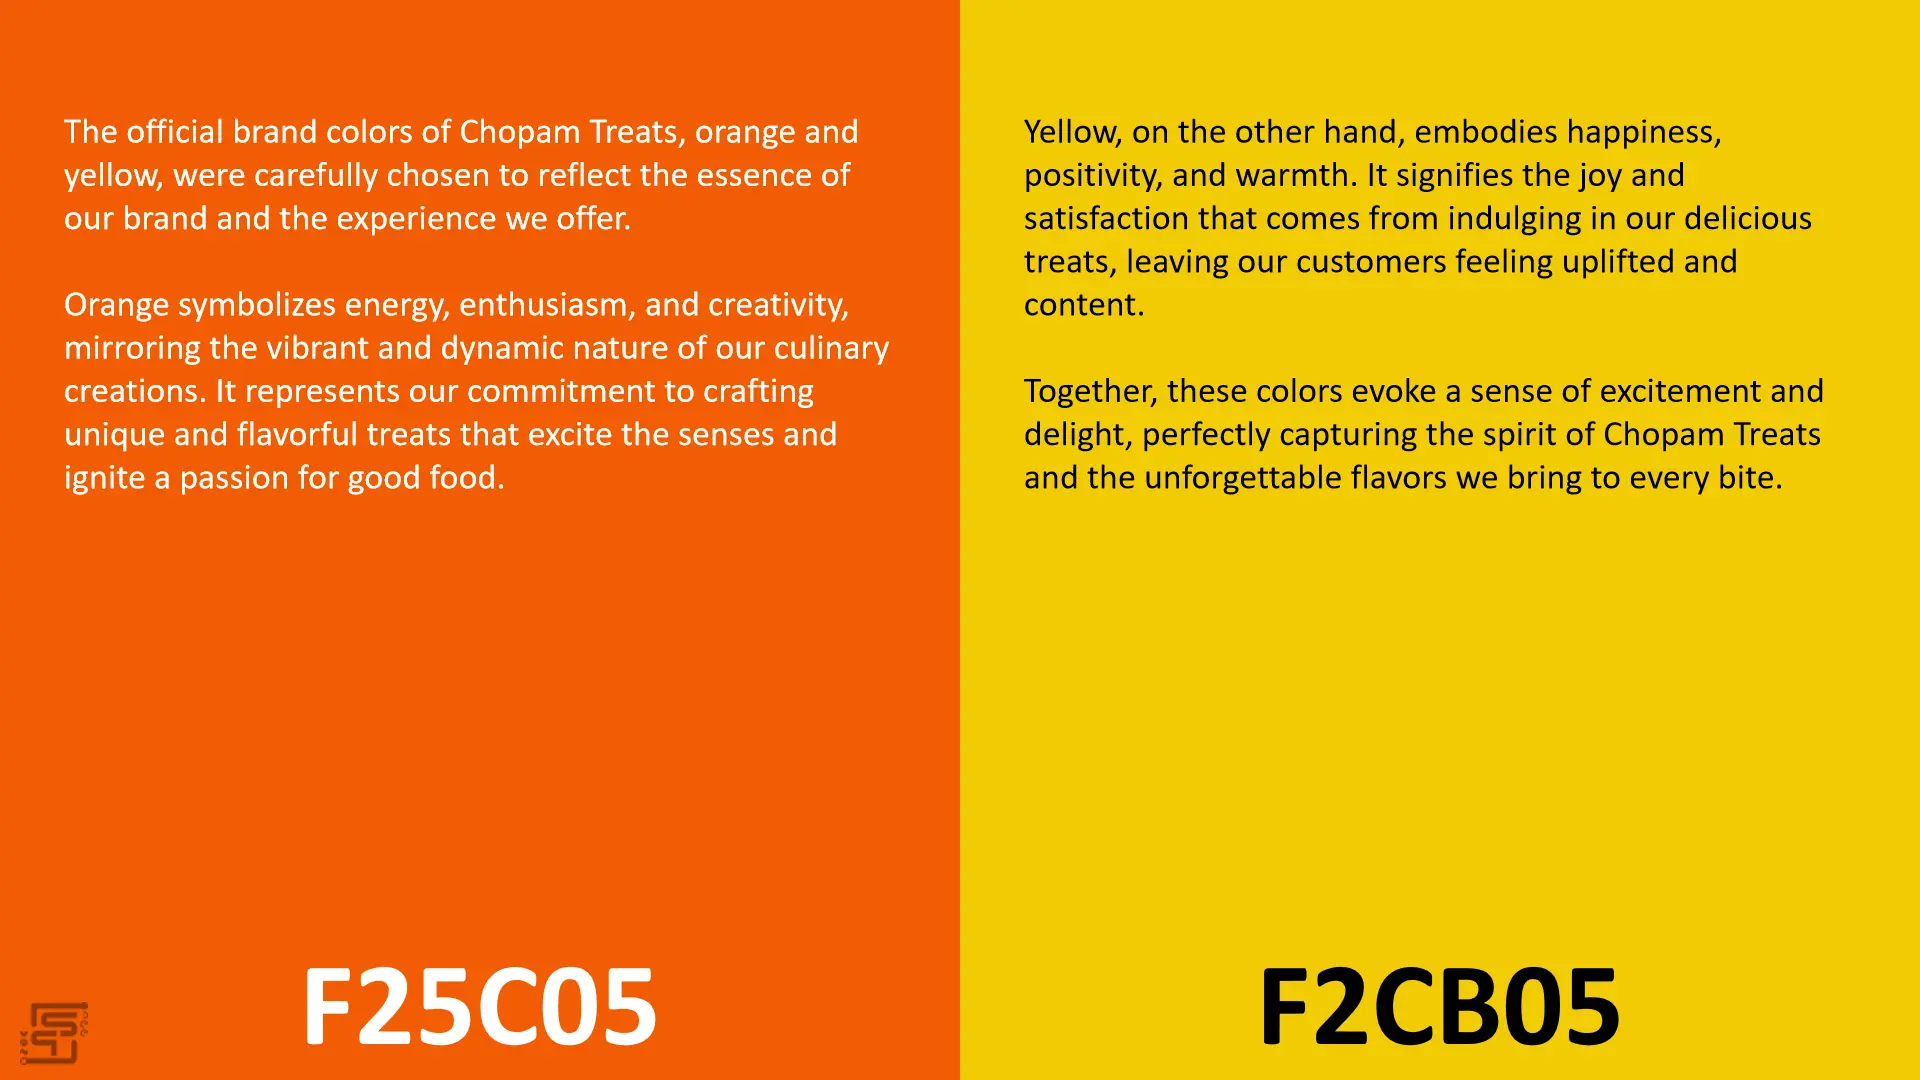 The official brand colors of Chopam Treats, orange and
yellow, were carefully chosen to reflect the essence of
our brand and the experience we offer.
Orange symbolizes energy, enthusiasm, and creativity,
mirroring the vibrant and dynamic nature of our culinary
creations. It represents our commitment to crafting
unique and flavorful treats that excite the senses and
ignite a passion for good food.
F25C05
Yellow, on the other hand, embodies happiness,
positivity, and warmth. It signifies the joy and
satisfaction that comes from indulging in our delicious
treats, leaving our customers feeling uplifted and
content.
Together, these colors evoke a sense of excitement and
delight, perfectly capturing the spirit of Chopam Treats
and the unforgettable flavors we bring to every bite.
F2CB05